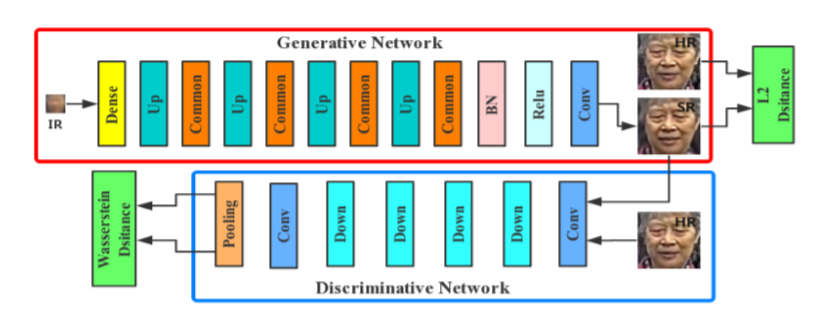 Generative Network
HR
IR
Dense
Up
Common
Up
Common
Up
Common
Up
Common
BN
Relu
Conv
SR
L2
Dsitance
Wasserstein
Dsitance
Pooling
Conv
Down
Down
Down
Down
Conv
HR
Discriminative Network